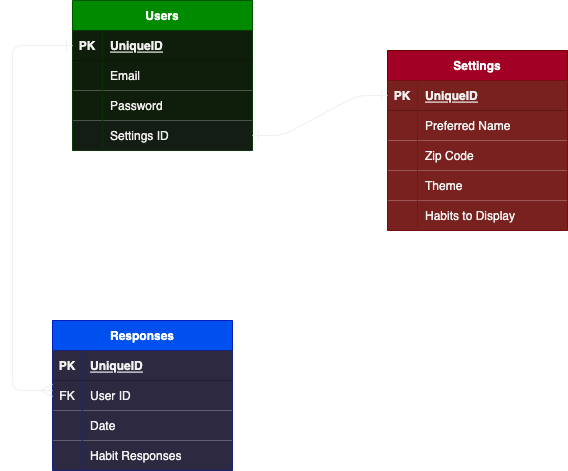 Users
PK UniqueID
Email
Password
Settings ID
Settings
PK UniqueID
Preferred Name
Zip Code
Theme
Habits to Display
Responses
PK UniqueID
FK User ID
Date
Habit Responses